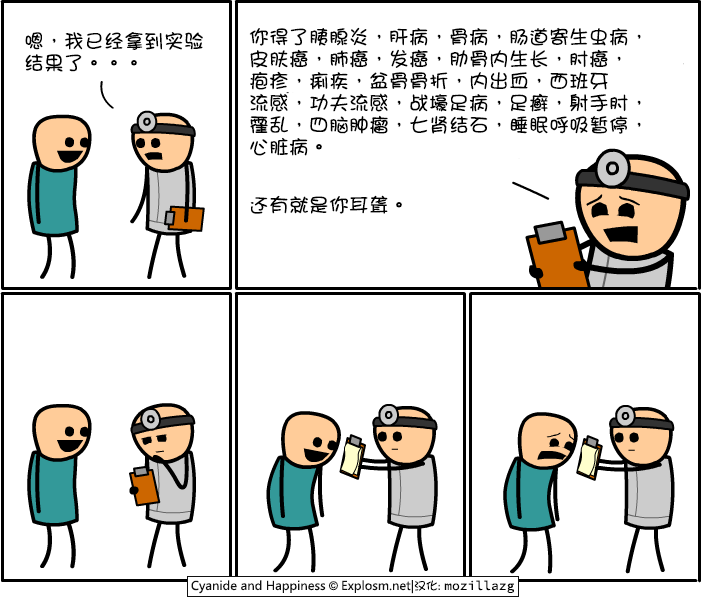 嗯，我已经拿到实验
结果了。。。
你得了胰腺炎，肝病，骨病，肠道寄生虫病，
皮肤癌，肺癌，发癌，肋骨内生长，肘癌，
疱疹，痢疾，盆骨骨折，内出血，西班牙
流感，功夫流感，战壕足病，足癣，射手肘，
霍乱，四脑肿瘤，七肾结石，睡眠呼吸暂停，
心脏病。
还有就是你耳聋。
Cyanide and Happiness © Explosm.net|汉化: mozillazg